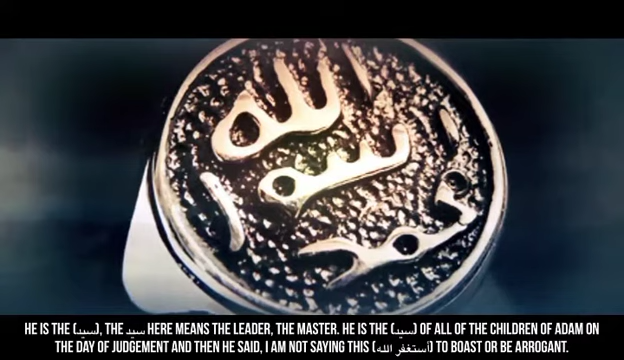 الله
رسول
محمد
HE IS THE (سيد), THE سيد HERE MEANS THE LEADER, THE MASTER. HE IS THE (سيد) OF ALL OF THE CHILDREN OF ADAM ON
THE DAY OF JUDGEMENT AND THEN HE SAID, I AM NOT SAYING THIS (أستغفر الله) TO BOAST OR BE ARROGANT.